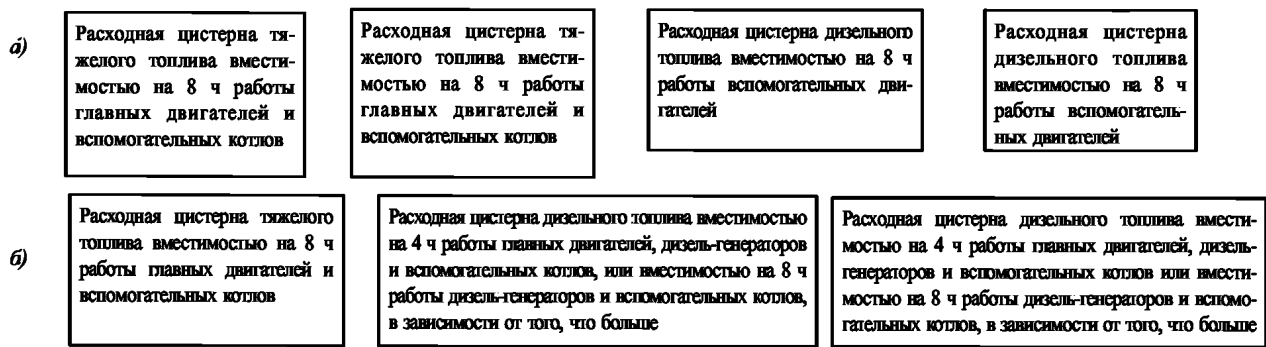 а)
Расходная цистерна тя-
желого топлива вмести-
мостью на 8 ч работы
главных двигателей и
вспомогательных котлов
Расходная цистерна тя-
желого топлива вмести-
мостью на 8 ч работы
главных двигателей и
вспомогательных котлов
Расходная цистерна дизельного
топлива вместимостью на 8 ч
работы вспомогательных дви-
гателей
Расходная цистерна
дизельного топлива
вместимостью на 8 ч
работы вспомогатель-
ных двигателей
б)
Расходная цистерна тяжелого
топлива вместимостью на 8 ч
работы главных двигателей и
вспомогательных котлов
Расходная цистерна дизельного топлива вместимостью
на 4 ч работы главных двигателей, дизель-генераторов
и вспомогательных котлов, или вместимостью на 8 ч
работы дизель-генераторов и вспомогательных котлов,
в зависимости от того, что больше
Расходная цистерна дизельного топлива вмести-
мостью на 4 ч работы главных двигателей, дизель-
генераторов и вспомогательных котлов или вмести-
мостью на 8 ч работы дизель-генераторов и вспомо-
гательных котлов, в зависимости от того, что больше